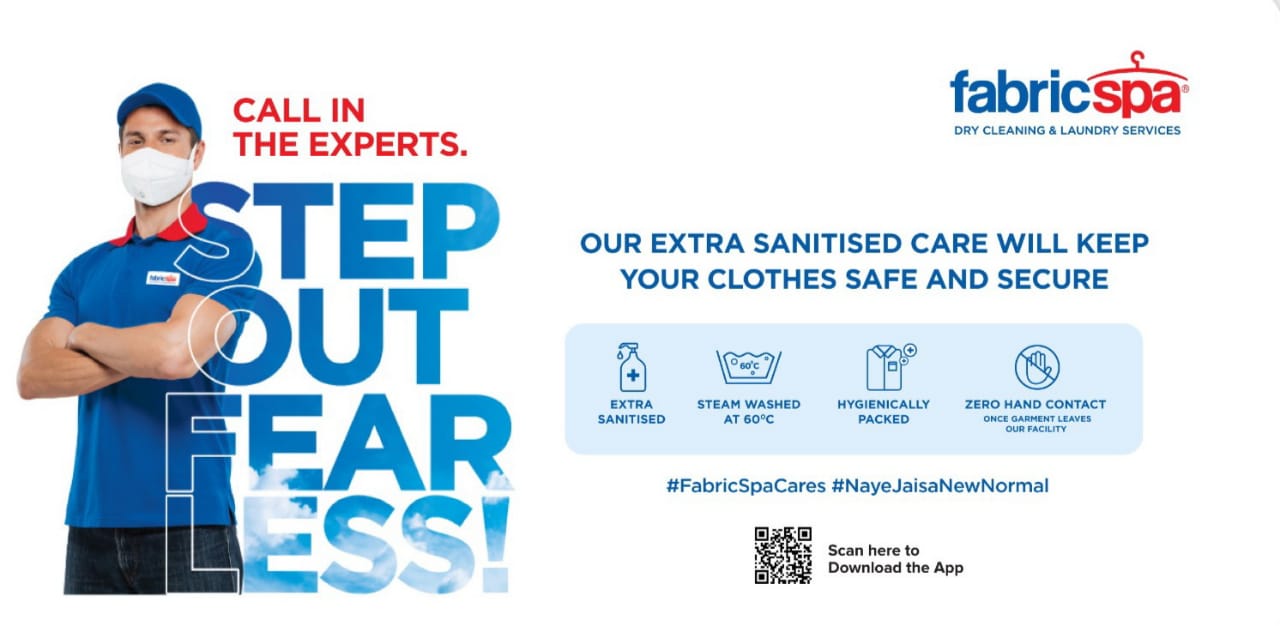 CALL IN
THE EXPERTS.
STEP
OUT
FEAR
LESS!
fabricspa
fabricspa®
DRY CLEANING & LAUNDRY SERVICES
OUR EXTRA SANITISED CARE WILL KEEP
YOUR CLOTHES SAFE AND SECURE
60°C
EXTRA
SANITISED
STEAM WASHED
AT 60°C
HYGIENICALLY
PACKED
ZERO HAND CONTACT
ONCE GARMENT LEAVES
OUR FACILITY
#FabricSpaCares #NayeJaisaNewNormal
Scan here to
Download the App